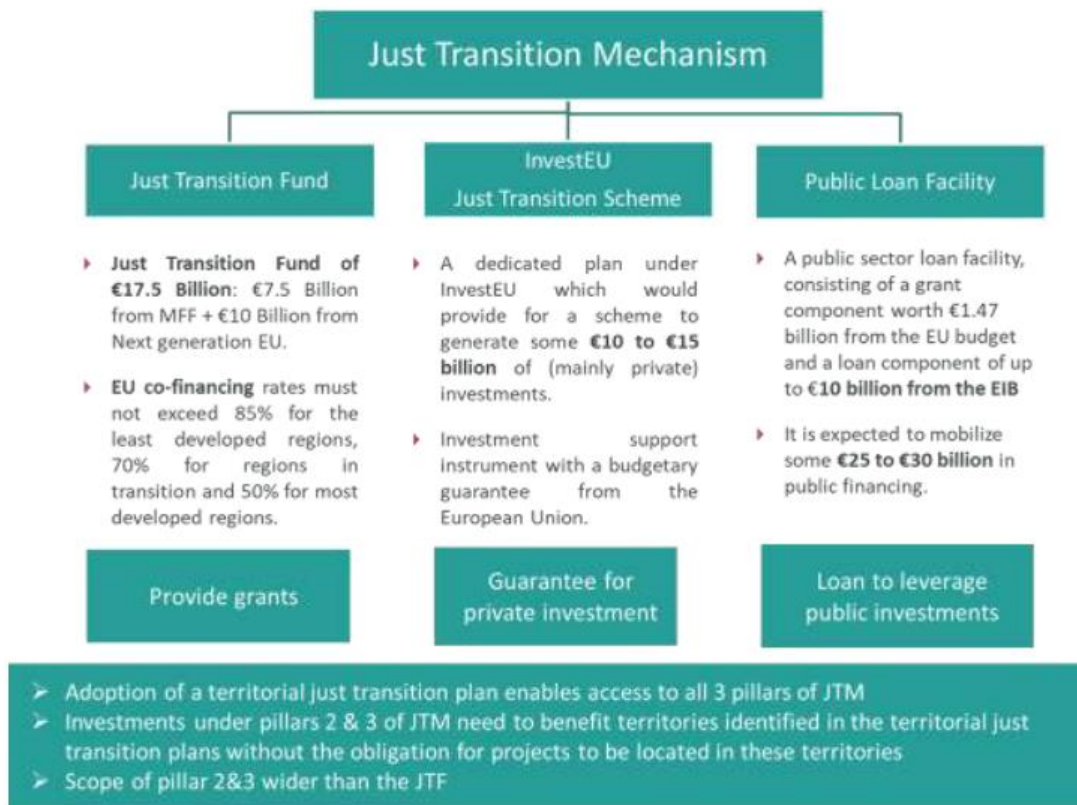 Just Transition Mechanism
Just Transition Fund
InvestEU
Just Transition Scheme
Public Loan Facility
Just Transition Fund of
€17.5 Billion: €7.5 Billion
from MFF + €10 Billion from
Next generation EU.
EU co-financing rates must
not exceed 85% for the
least developed regions,
70% for regions in
transition and 50% for most
developed regions.
A dedicated plan under
InvestEU which would
provide for a scheme to
generate some €10 to €15
billion of (mainly private)
investments.
Investment support
instrument with a budgetary
guarantee from the
European Union.
A public sector loan facility,
consisting of a grant
component worth €1.47
billion from the EU budget
and a loan component of up
to €10 billion from the EIB
It is expected to mobilize
some €25 to €30 billion in
public financing.
Provide grants
Guarantee for
private investment
Loan to leverage
public investments
Adoption of a territorial just transition plan enables access to all 3 pillars of JTM
Investments under pillars 2 & 3 of JTM need to benefit territories identified in the territorial just
transition plans without the obligation for projects to be located in these territories
Scope of pillar 2&3 wider than the JTF